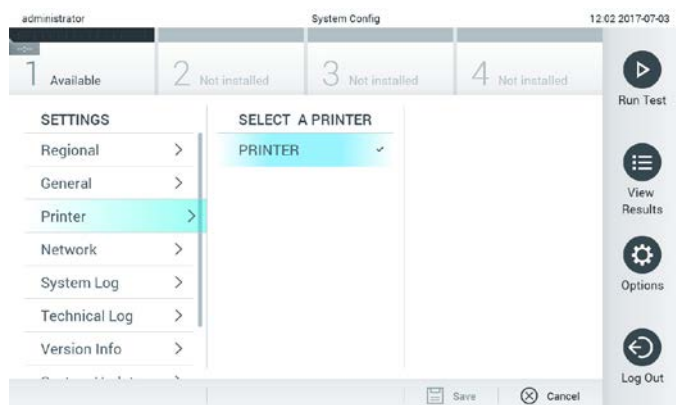 administrator System Config 12:02 2017-07-03
1 Available 2 Not installed 3 Not installed 4 Not installed
Run Test
SETTINGS SELECT A PRINTER
Regional PRINTER
General
View
Results
Printer
Network
System Log
Options
Technical Log
Version Info
Save Cancel
Log Out